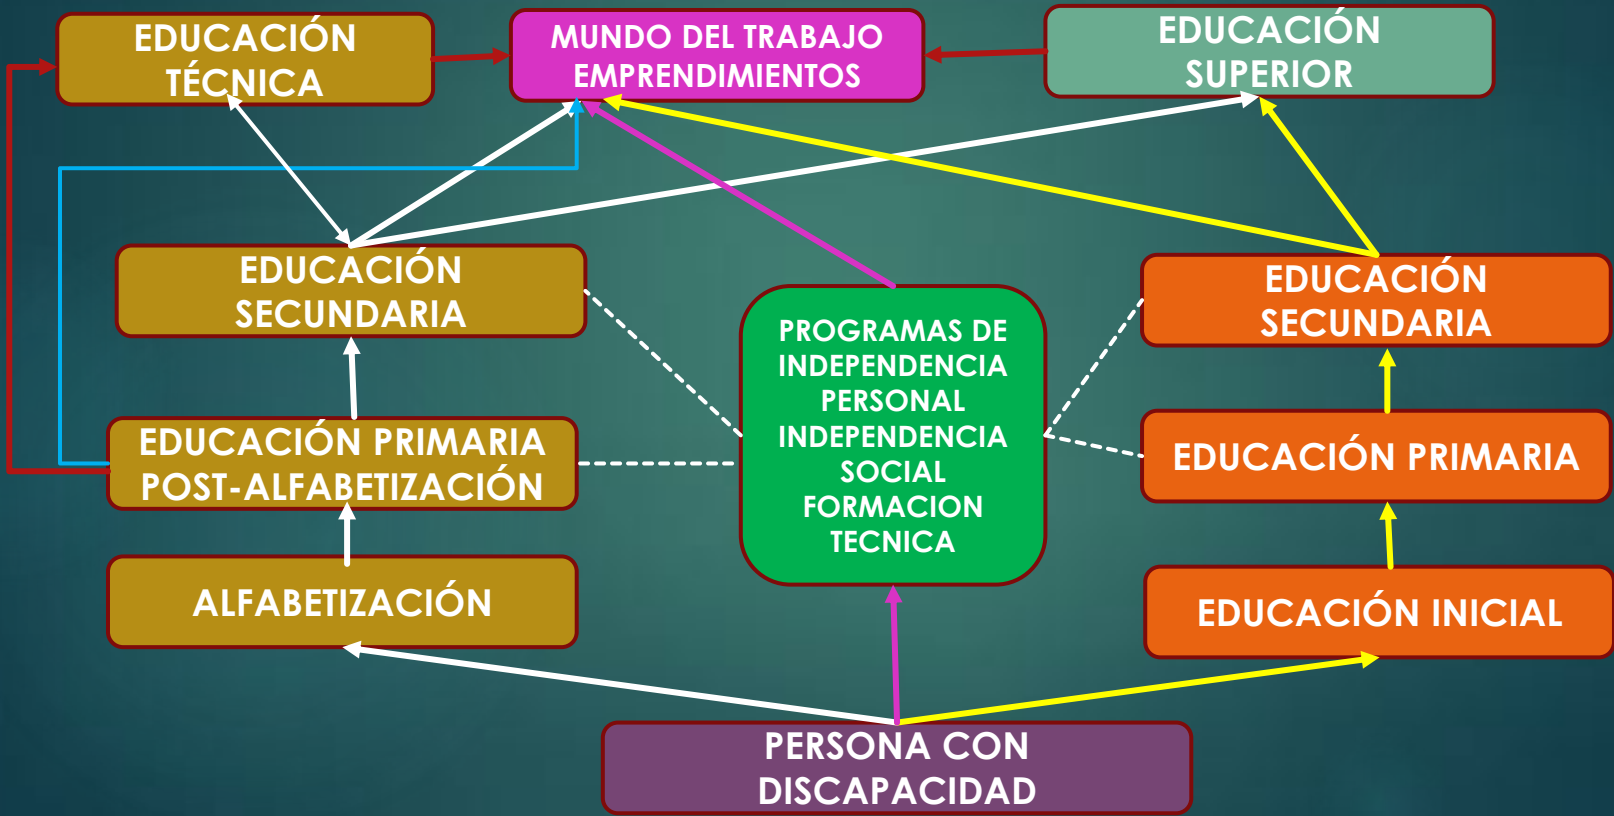 EDUCACIÓN
TÉCNICA
MUNDO DEL TRABAJO
EMPRENDIMIENTOS
EDUCACIÓN
SUPERIOR
EDUCACIÓN
SECUNDARIA
PROGRAMAS DE
INDEPENDENCIA
PERSONAL
INDEPENDENCIA
SOCIAL
FORMACION
TECNICA
EDUCACIÓN
SECUNDARIA
EDUCACIÓN PRIMARIA
POST-ALFABETIZACIÓN
EDUCACIÓN PRIMARIA
ALFABETIZACIÓN
EDUCACIÓN INICIAL
PERSONA CON
DISCAPACIDAD